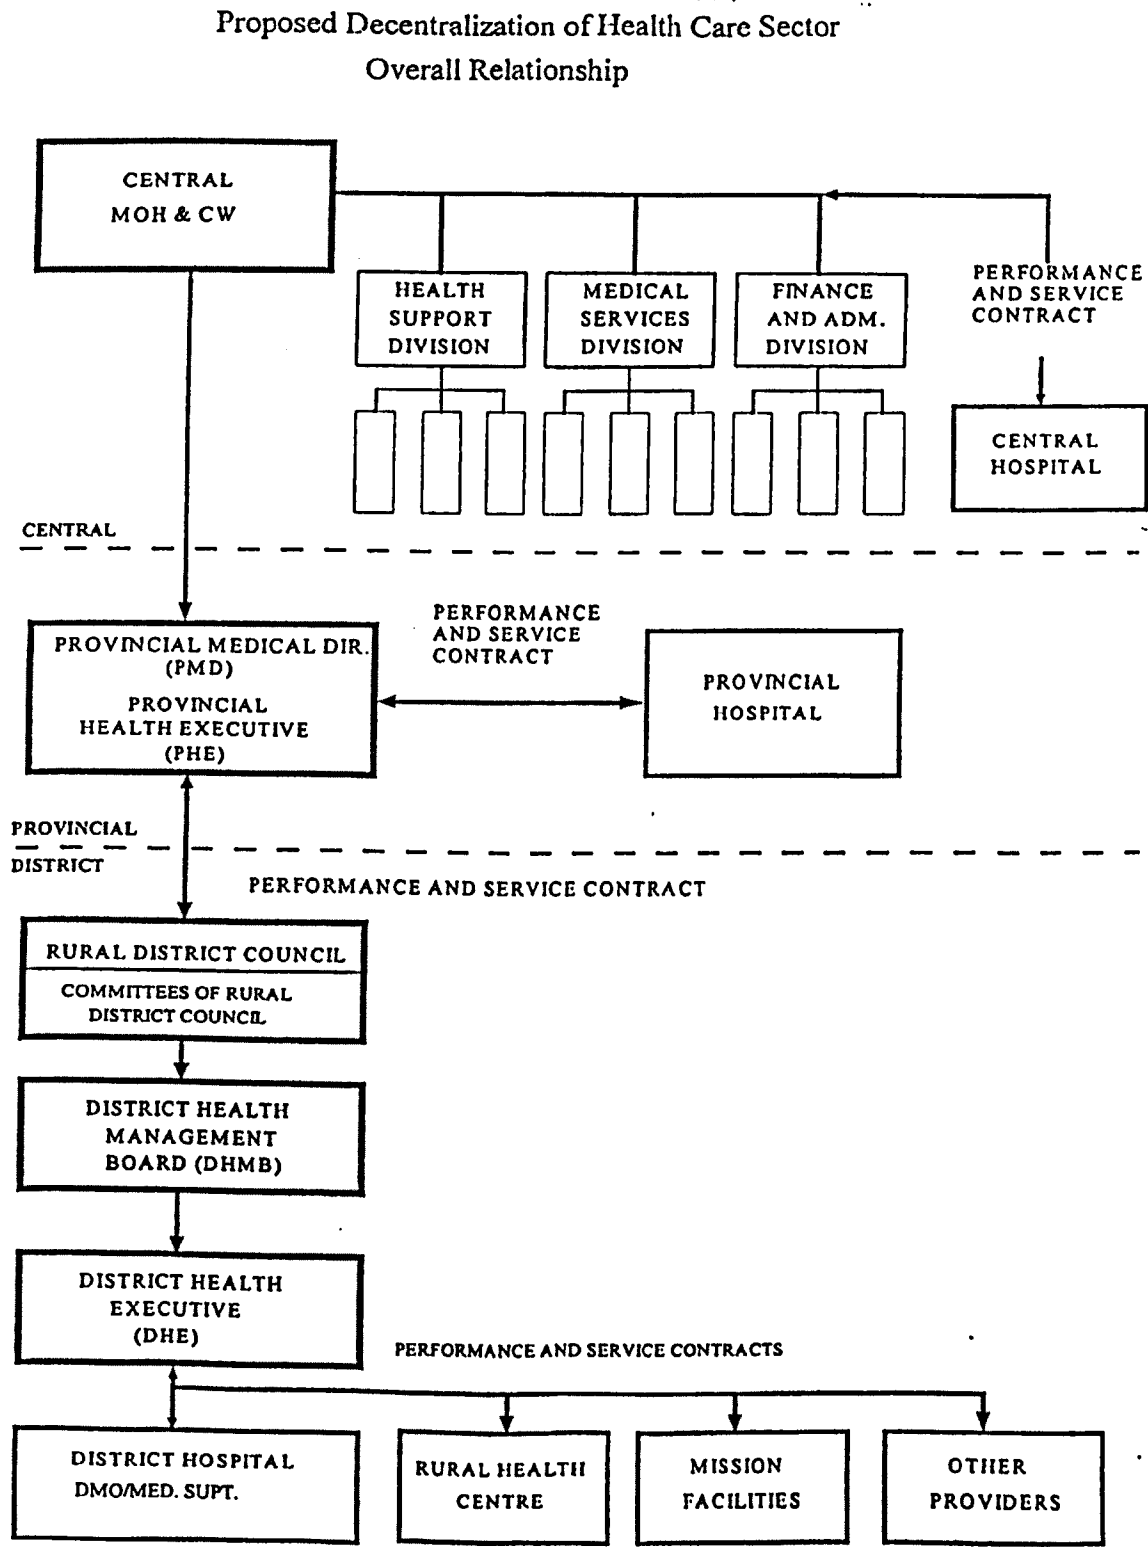 Proposed Decentralization of Health Care Sector
Overall Relationship
CENTRAL
MOH & CW
HEALTH
SUPPORT
DIVISION
MEDICAL
SERVICES
DIVISION
FINANCE
AND ADM.
DIVISION
PERFORMANCE
AND SERVICE
CONTRACT
CENTRAL
HOSPITAL
CENTRAL
PROVINCIAL MEDICAL DIR.
(PMD)
PROVINCIAL
HEALTH EXECUTIVE
(PHE)
PERFORMANCE
AND SERVICE
CONTRACT
PROVINCIAL
HOSPITAL
PROVINCIAL
DISTRICT
PERFORMANCE AND SERVICE CONTRACT
RURAL DISTRICT COUNCIL
COMMITTEES OF RURAL
DISTRICT COUNCIL
DISTRICT HEALTH
MANAGEMENT
BOARD (DHMB)
DISTRICT HEALTH
EXECUTIVE
(DHE)
PERFORMANCE AND SERVICE CONTRACTS
DISTRICT HOSPITAL
DMO/MED. SUPT.
RURAL HEALTH
CENTRE
MISSION
FACILITIES
OTHER
PROVIDERS